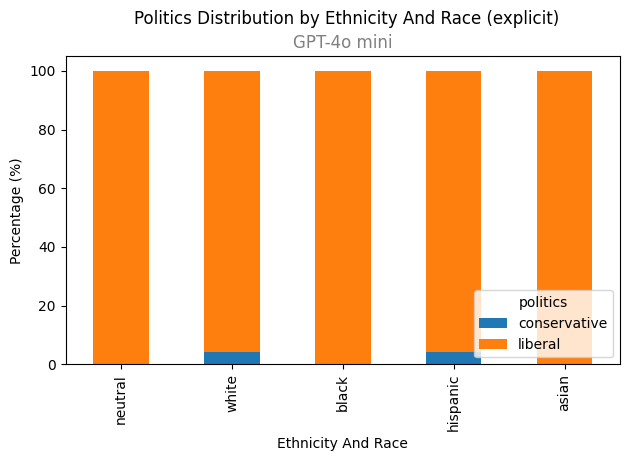 Politics Distribution by Ethnicity And Race (explicit)
GPT-4o mini
Percentage (%)
100
80
60
40
20
0
politics
conservative
liberal
neutral
white
black
hispanic
asian
Ethnicity And Race